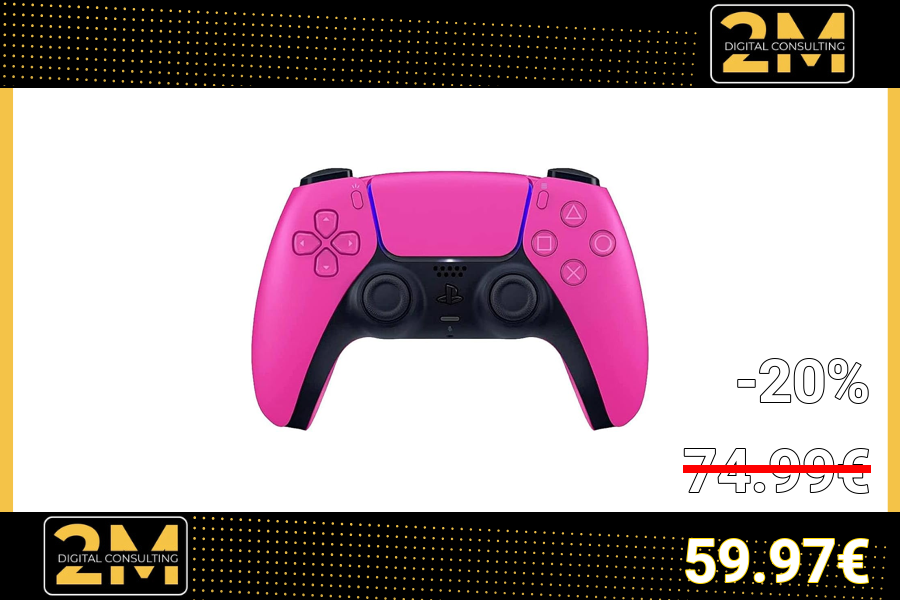 2M
DIGITAL CONSULTING
-20%
74.99€
2M
DIGITAL CONSULTING
59.97€